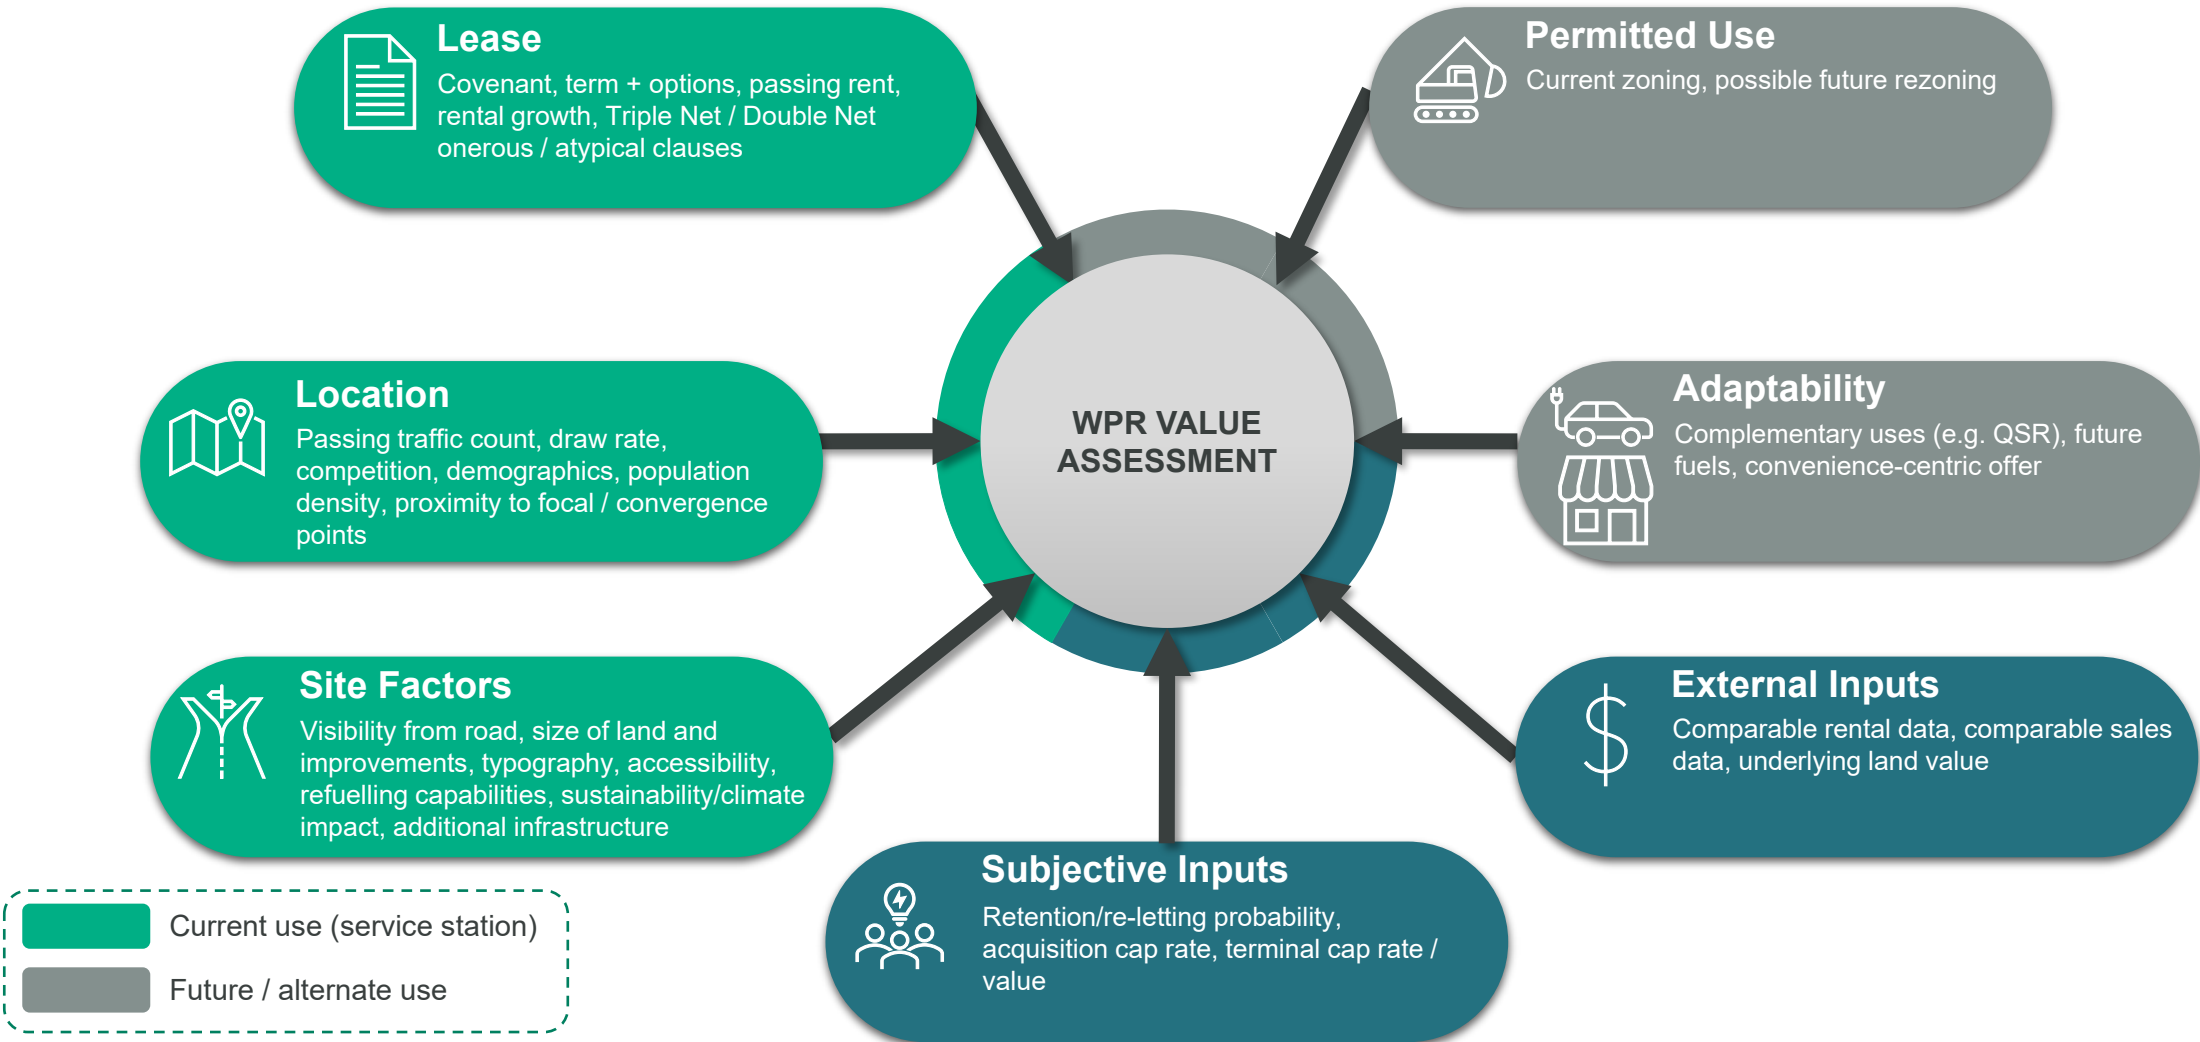 Lease
Covenant, term + options, passing rent,
rental growth, Triple Net / Double Net
onerous / atypical clauses
Permitted Use
Current zoning, possible future rezoning
Location
Passing traffic count, draw rate,
competition, demographics, population
density, proximity to focal / convergence
points
WPR VALUE
ASSESSMENT
Adaptability
Complementary uses (e.g. QSR), future
fuels, convenience-centric offer
Site Factors
Visibility from road, size of land and
improvements, typography, accessibility,
refuelling capabilities, sustainability/climate
impact, additional infrastructure
External Inputs
Comparable rental data, comparable sales
data, underlying land value
Subjective Inputs
Retention/re-letting probability,
acquisition cap rate, terminal cap rate /
value
Current use (service station)
Future / alternate use